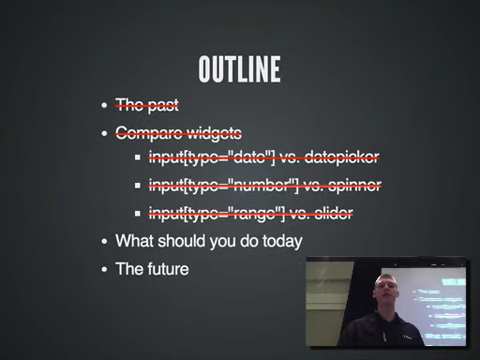 OUTLINE
• The past
• Compare widgets
▪ input[type="date"] vs. datepicker
▪ input[type="number"] vs. spinner
▪ input[type="range"] vs. slider
• What should you do today
• The future